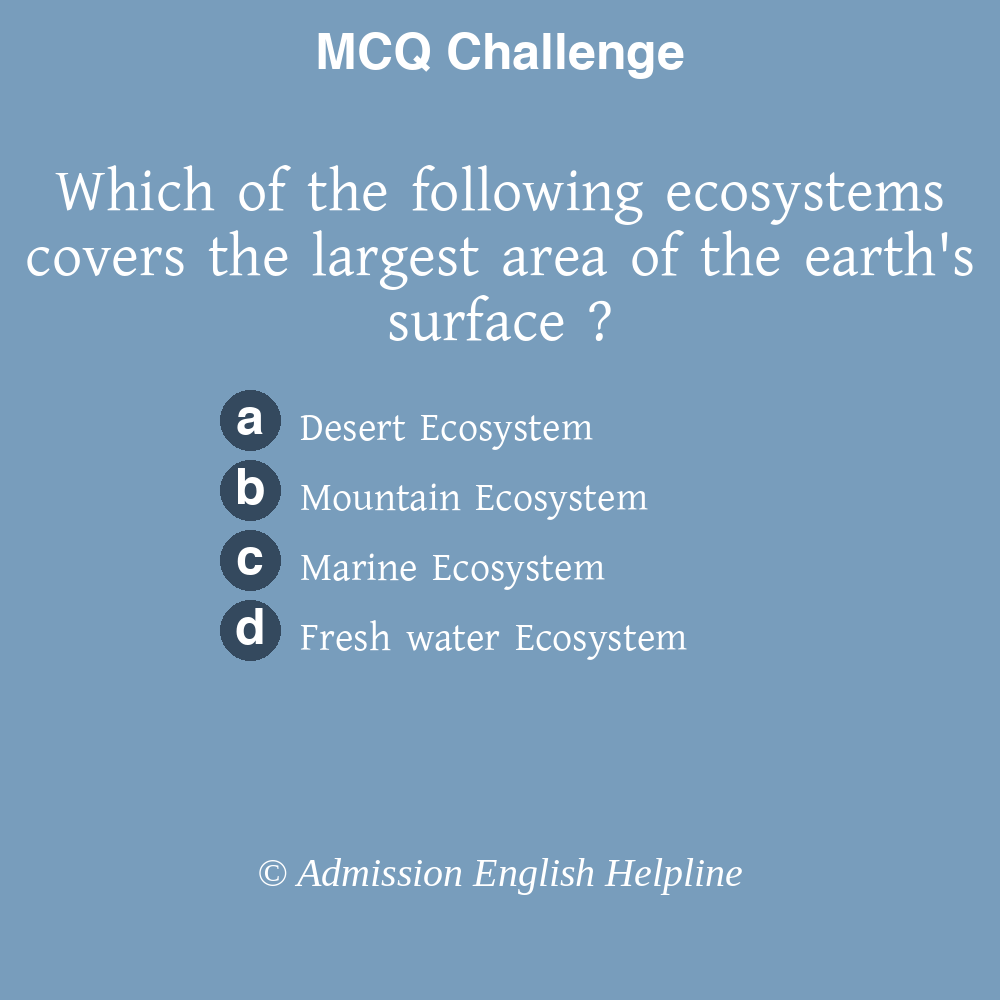 MCQ Challenge
Which of the following ecosystems
covers the largest area of the earth's
surface ?
a Desert Ecosystem
b Mountain Ecosystem
c Marine Ecosystem
d Fresh water Ecosystem
© Admission English Helpline